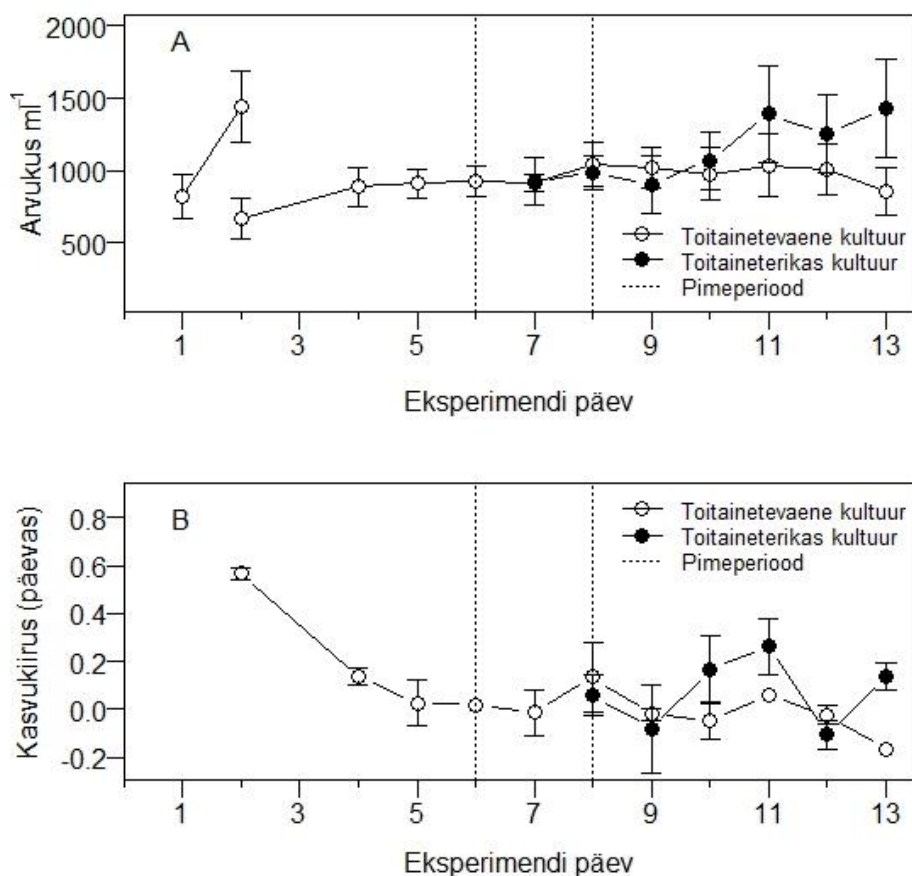 A
2000
1500
1000
500
Arvukus ml⁻¹
Toitainetevaene kultuur
Toitaineterikas kultuur
Pimeperiood
1 3 5 7 9 11 13
Eksperimendi päev
B
0.8
0.6
0.4
0.2
0.0
-0.2
Kasvukiirus (päevas)
Toitainetevaene kultuur
Toitaineterikas kultuur
Pimeperiood
1 3 5 7 9 11 13
Eksperimendi päev